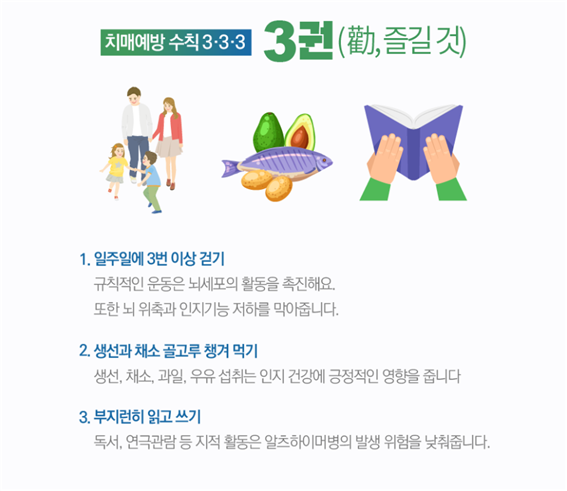 치매예방 수칙 3·3·3 3권(勸, 즐길 것)
1. 일주일에 3번 이상 걷기
규칙적인 운동은 뇌세포의 활동을 촉진해요.
또한 뇌 위축과 인지기능 저하를 막아줍니다.
2. 생선과 채소 골고루 챙겨 먹기
생선, 채소, 과일, 우유 섭취는 인지 건강에 긍정적인 영향을 줍니다
3. 부지런히 읽고 쓰기
독서, 연극관람 등 지적 활동은 알츠하이머병의 발생 위험을 낮춰줍니다.